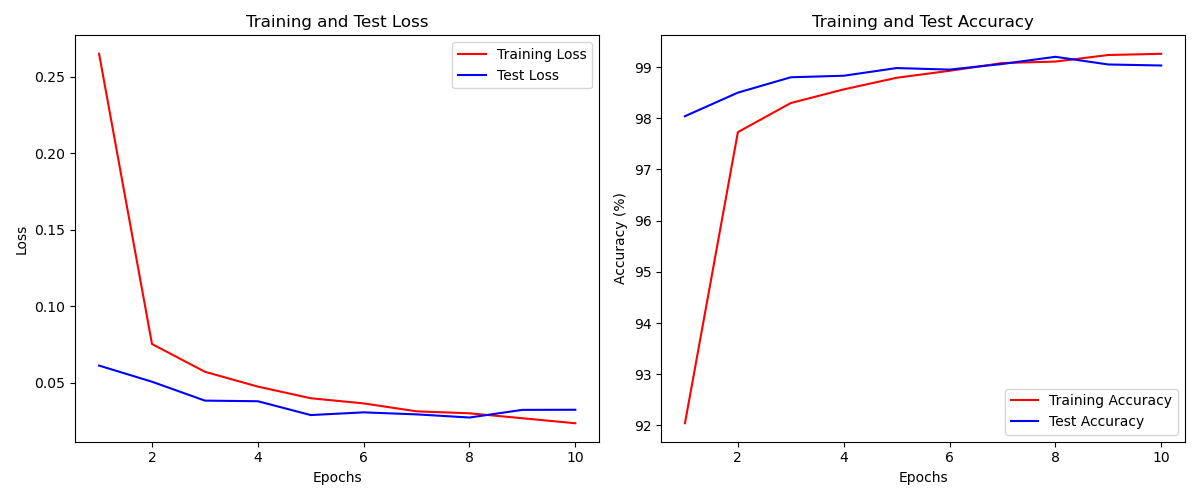 Training and Test Loss
Training Loss
Test Loss
0.25
0.20
0.15
0.10
0.05
Loss
2 4 6 8 10
Epochs
Training and Test Accuracy
99
98
97
96
95
94
93
92
Accuracy (%)
Training Accuracy
Test Accuracy
2 4 6 8 10
Epochs